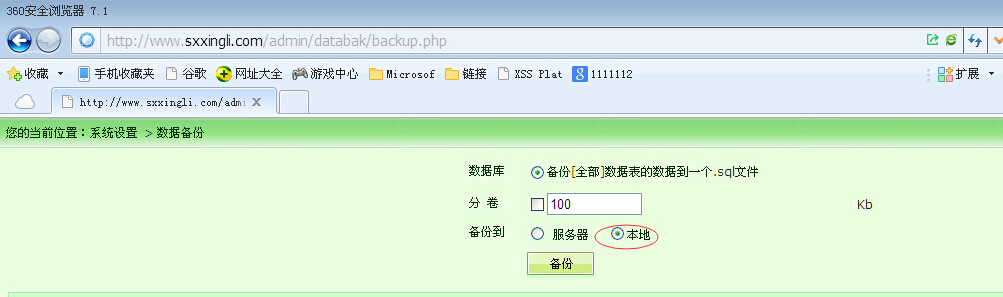 360安全浏览器 7.1
http://www.sxxingli.com/admin/databak/backup.php
收藏 手机收藏夹 谷歌 网址大全 游戏中心 Microsof 链接 XSS Plat 8 1111112 扩展
http://www.sxxingli.com/adm
您的当前位置：系统设置 > 数据备份
数据库 备份[全部]数据表的数据到一个.sql文件
分 卷 100 Kb
备份到 服务器 本地
备份